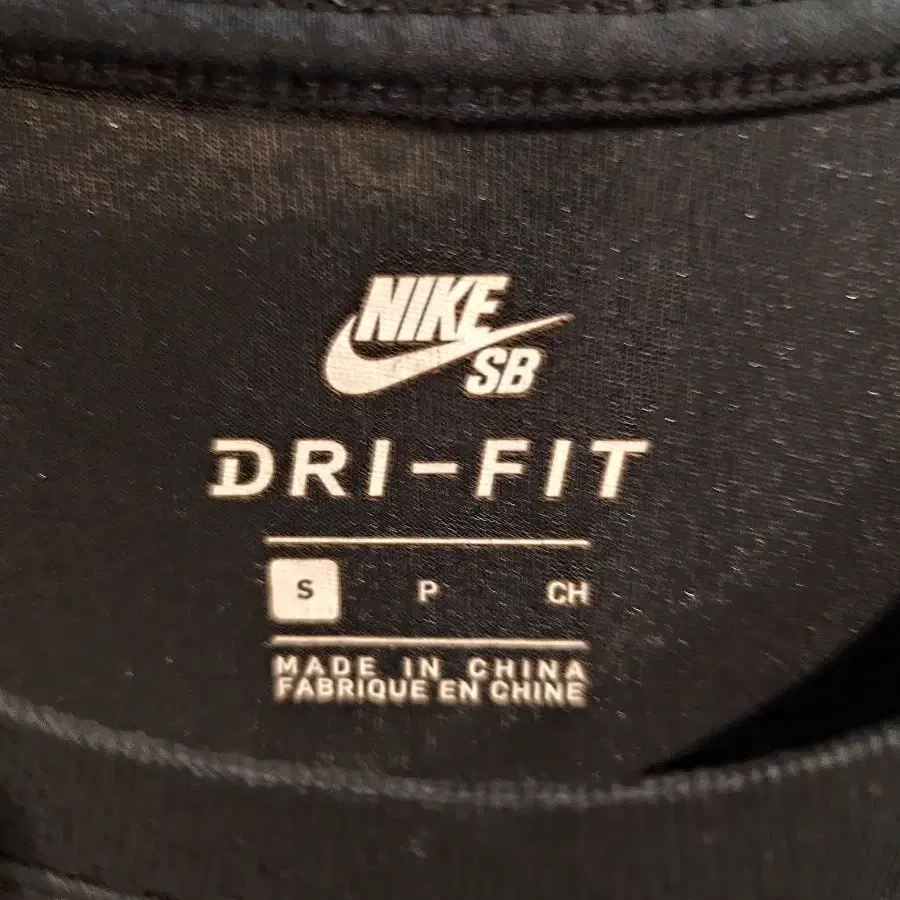 NIKE
SB
DRI-FIT
S P CH
MADE IN CHINA
FABRIQUE EN CHINE